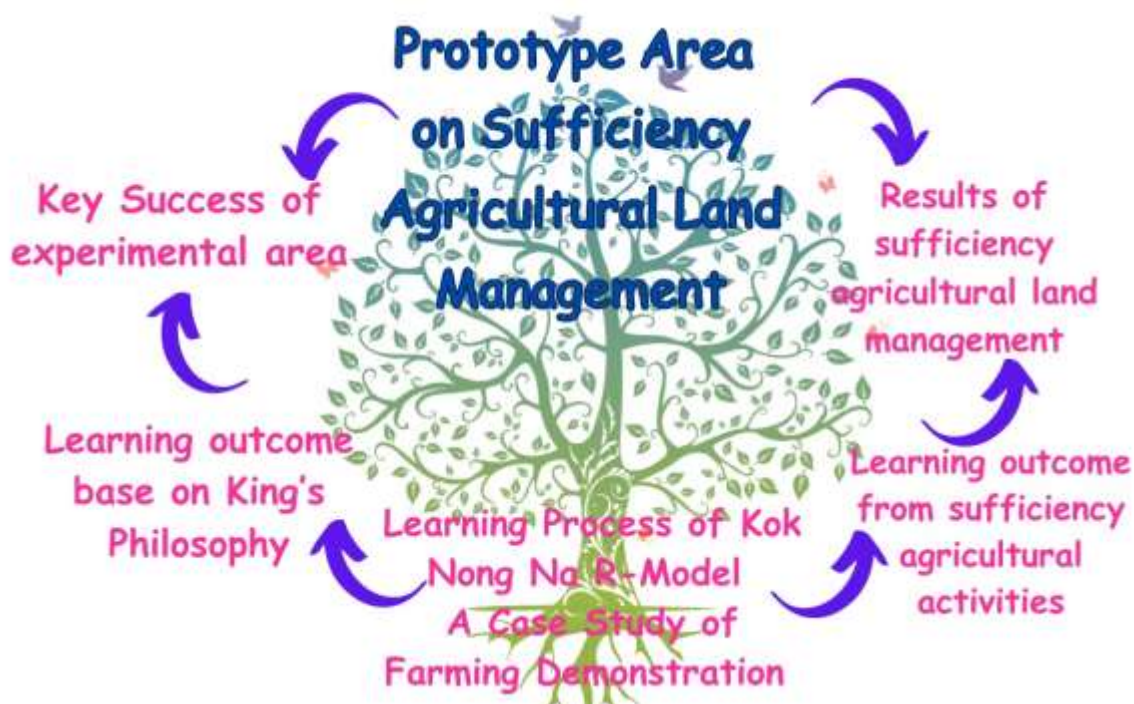 Prototype Area
on Sufficiency
Agricultural Land
Management
Key Success of
experimental area
Results of
sufficiency
agricultural land
management
Learning outcome
base on King's
Philosophy
Learning outcome
from sufficiency
agricultural
activities
Learning Process of Kok
Nong Na R-Model
A Case Study of
Farming Demonstration